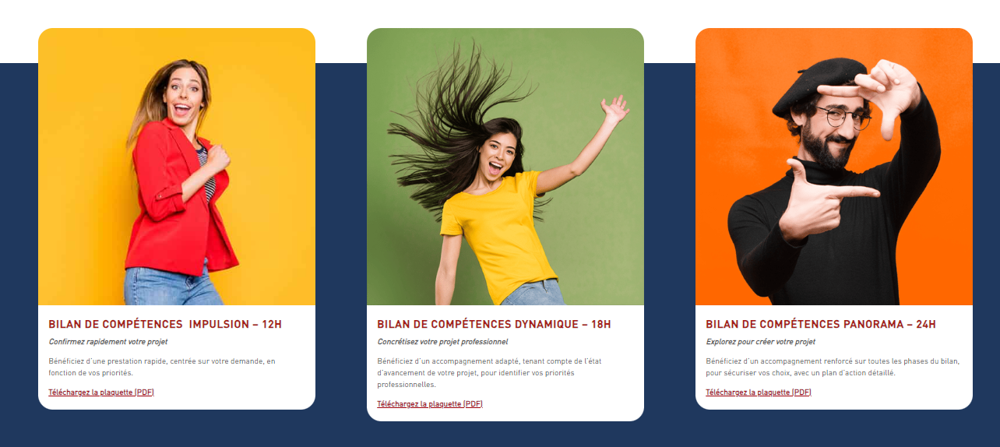 BILAN DE COMPÉTENCES  IMPULSION – 12H
Confirmez rapidement votre projet
Bénéficiez d'une prestation rapide, centrée sur votre demande, en
fonction de vos priorités.
Téléchargez la plaquette (PDF)
BILAN DE COMPÉTENCES DYNAMIQUE – 18H
Concrétisez votre projet professionnel
Bénéficiez d'un accompagnement adapté, tenant compte de l'état
d'avancement de votre projet, pour identifier vos priorités
professionnelles.
Téléchargez la plaquette (PDF)
BILAN DE COMPÉTENCES PANORAMA – 24H
Explorez pour créer votre projet
Bénéficiez d'un accompagnement renforcé sur toutes les phases du bilan,
pour sécuriser vos choix, avec un plan d'action détaillé.
Téléchargez la plaquette (PDF)